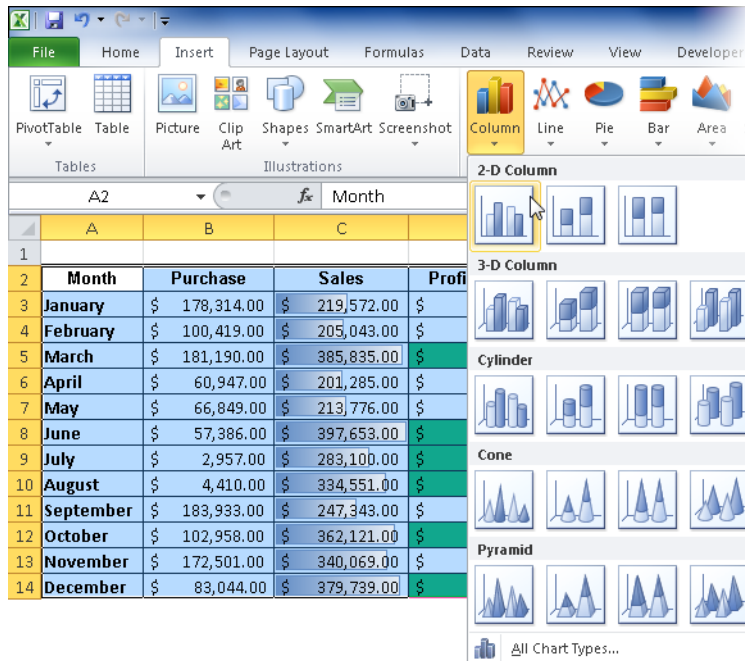 File Home Insert Page Layout Formulas Data Review View Developer
PivotTable Table Picture Clip Art Shapes SmartArt Screenshot Column Line Pie Bar Area
Tables Illustrations
A2 fx Month
A B C
1
2 Month Purchase Sales Profi
3 January $ 178,314.00 $ 219,572.00 $
4 February $ 100,419.00 $ 205,043.00 $
5 March $ 181,190.00 $ 385,835.00 $
6 April $ 60,947.00 $ 201,285.00 $
7 May $ 66,849.00 $ 213,776.00 $
8 June $ 57,386.00 $ 397,653.00 $
9 July $ 2,957.00 $ 283,100.00 $
10 August $ 4,410.00 $ 334,551.00 $
11 September $ 183,933.00 $ 247,343.00 $
12 October $ 102,958.00 $ 362,121.00 $
13 November $ 172,501.00 $ 340,069.00 $
14 December $ 83,044.00 $ 379,739.00 $
2-D Column
3-D Column
Cylinder
Cone
Pyramid
All Chart Types...